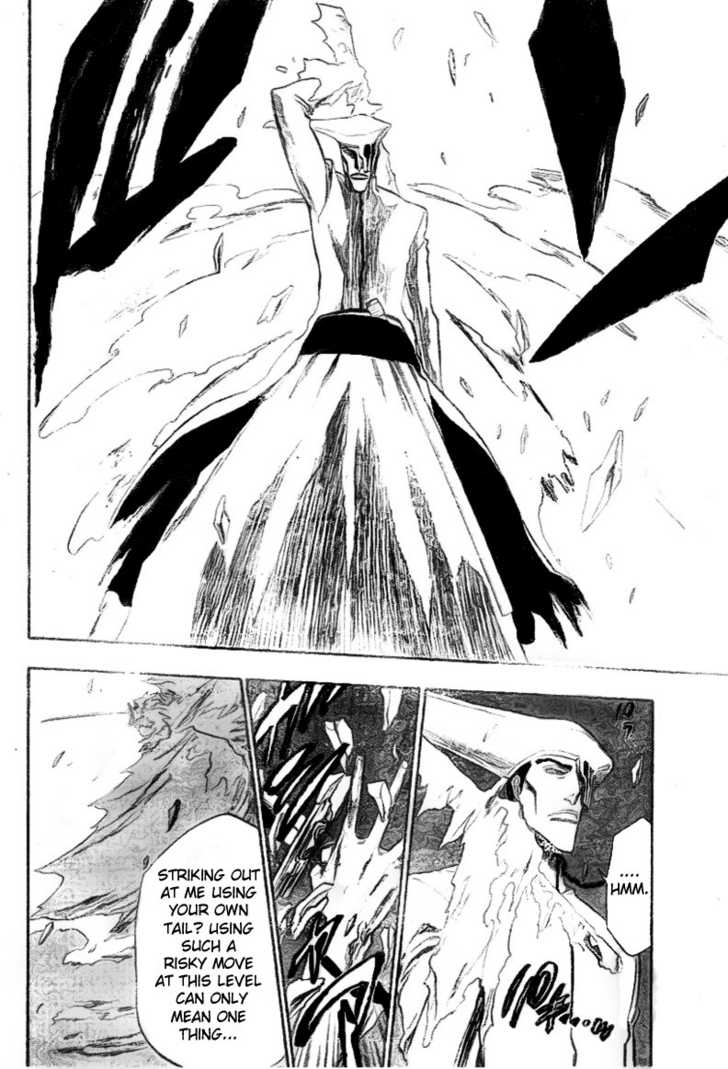 ....
HMM.
STRIKING OUT
AT ME USING
YOUR OWN
TAIL? USING
SUCH A
RISKY MOVE
AT THIS LEVEL
CAN ONLY
MEAN ONE
THING...